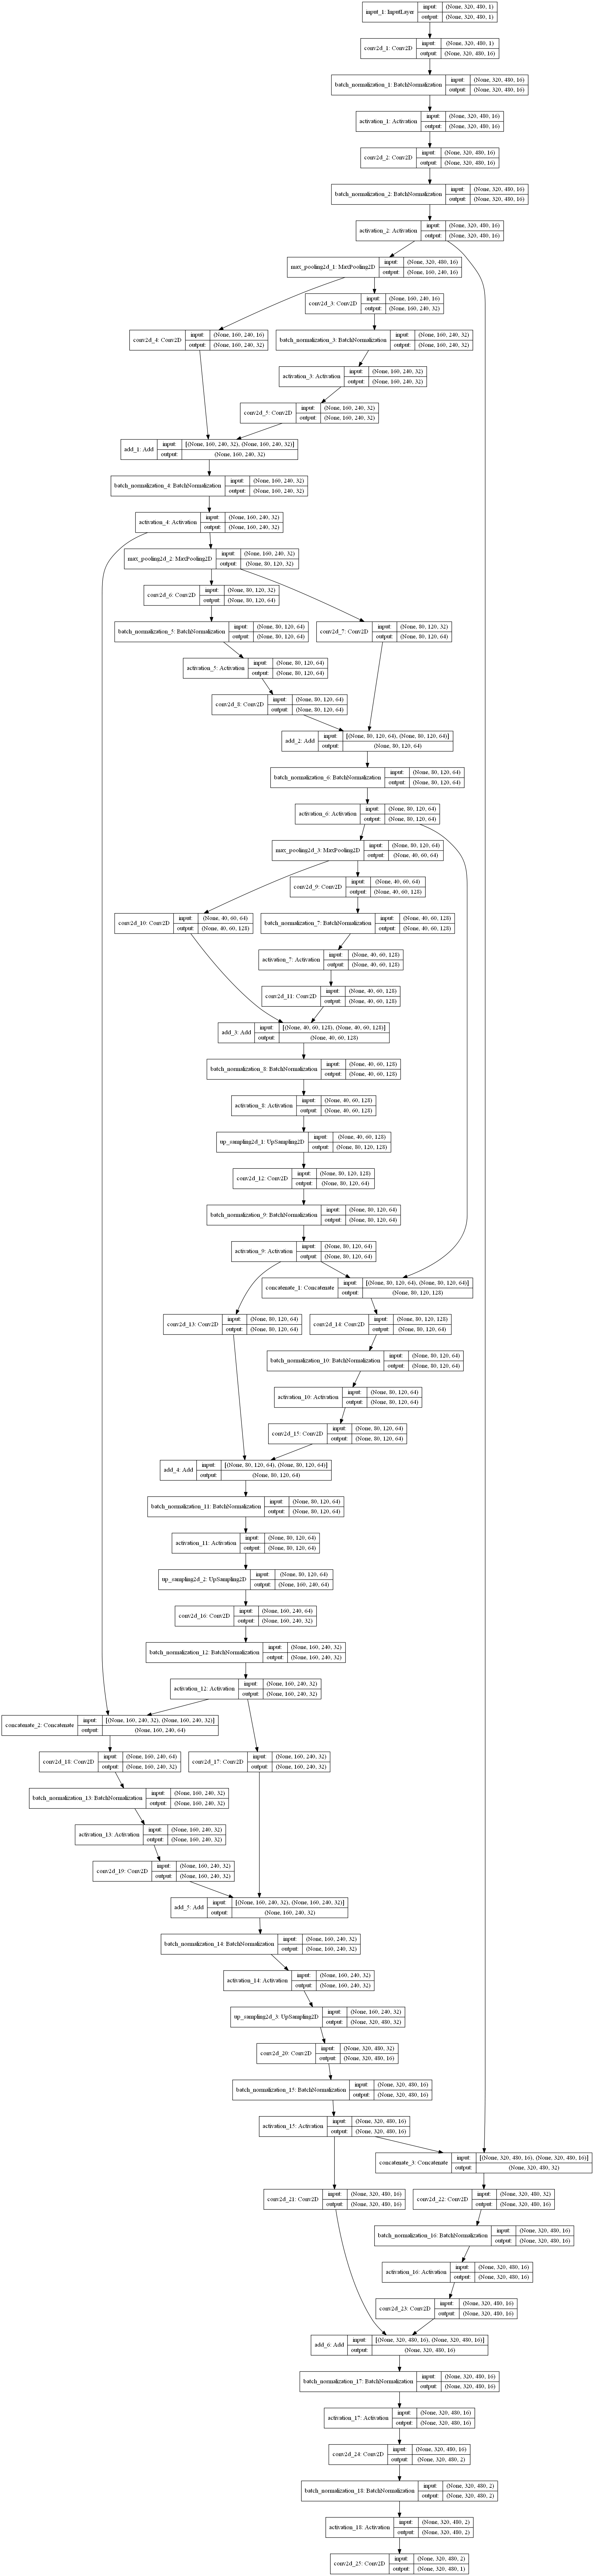 input_1: InputLayer
input: (None, 320, 480, 1)
output: (None, 320, 480, 1)
conv2d_1: Conv2D
input: (None, 320, 480, 1)
output: (None, 320, 480, 16)
batch_normalization_1: BatchNormalization
input: (None, 320, 480, 16)
output: (None, 320, 480, 16)
activation_1: Activation
input: (None, 320, 480, 16)
output: (None, 320, 480, 16)
conv2d_2: Conv2D
input: (None, 320, 480, 16)
output: (None, 320, 480, 16)
batch_normalization_2: BatchNormalization
input: (None, 320, 480, 16)
output: (None, 320, 480, 16)
activation_2: Activation
input: (None, 320, 480, 16)
output: (None, 320, 480, 16)
max_pooling2d_1: MaxPooling2D
input: (None, 320, 480, 16)
output: (None, 160, 240, 16)
conv2d_3: Conv2D
input: (None, 160, 240, 16)
output: (None, 160, 240, 32)
conv2d_4: Conv2D
input: (None, 160, 240, 16)
output: (None, 160, 240, 32)
batch_normalization_3: BatchNormalization
input: (None, 160, 240, 32)
output: (None, 160, 240, 32)
activation_3: Activation
input: (None, 160, 240, 32)
output: (None, 160, 240, 32)
conv2d_5: Conv2D
input: (None, 160, 240, 32)
output: (None, 160, 240, 32)
add_1: Add
input: [(None, 160, 240, 32), (None, 160, 240, 32)]
output: (None, 160, 240, 32)
batch_normalization_4: BatchNormalization
input: (None, 160, 240, 32)
output: (None, 160, 240, 32)
activation_4: Activation
input: (None, 160, 240, 32)
output: (None, 160, 240, 32)
max_pooling2d_2: MaxPooling2D
input: (None, 160, 240, 32)
output: (None, 80, 120, 32)
conv2d_6: Conv2D
input: (None, 80, 120, 32)
output: (None, 80, 120, 64)
batch_normalization_5: BatchNormalization
input: (None, 80, 120, 64)
output: (None, 80, 120, 64)
conv2d_7: Conv2D
input: (None, 80, 120, 32)
output: (None, 80, 120, 64)
activation_5: Activation
input: (None, 80, 120, 64)
output: (None, 80, 120, 64)
conv2d_8: Conv2D
input: (None, 80, 120, 64)
output: (None, 80, 120, 64)
add_2: Add
input: [(None, 80, 120, 64), (None, 80, 120, 64)]
output: (None, 80, 120, 64)
batch_normalization_6: BatchNormalization
input: (None, 80, 120, 64)
output: (None, 80, 120, 64)
activation_6: Activation
input: (None, 80, 120, 64)
output: (None, 80, 120, 64)
max_pooling2d_3: MaxPooling2D
input: (None, 80, 120, 64)
output: (None, 40, 60, 64)
conv2d_9: Conv2D
input: (None, 40, 60, 64)
output: (None, 40, 60, 128)
conv2d_10: Conv2D
input: (None, 40, 60, 64)
output: (None, 40, 60, 128)
batch_normalization_7: BatchNormalization
input: (None, 40, 60, 128)
output: (None, 40, 60, 128)
activation_7: Activation
input: (None, 40, 60, 128)
output: (None, 40, 60, 128)
conv2d_11: Conv2D
input: (None, 40, 60, 128)
output: (None, 40, 60, 128)
add_3: Add
input: [(None, 40, 60, 128), (None, 40, 60, 128)]
output: (None, 40, 60, 128)
batch_normalization_8: BatchNormalization
input: (None, 40, 60, 128)
output: (None, 40, 60, 128)
activation_8: Activation
input: (None, 40, 60, 128)
output: (None, 40, 60, 128)
up_sampling2d_1: UpSampling2D
input: (None, 40, 60, 128)
output: (None, 80, 120, 128)
conv2d_12: Conv2D
input: (None, 80, 120, 128)
output: (None, 80, 120, 64)
batch_normalization_9: BatchNormalization
input: (None, 80, 120, 64)
output: (None, 80, 120, 64)
activation_9: Activation
input: (None, 80, 120, 64)
output: (None, 80, 120, 64)
concatenate_1: Concatenate
input: [(None, 80, 120, 64), (None, 80, 120, 64)]
output: (None, 80, 120, 128)
conv2d_13: Conv2D
input: (None, 80, 120, 64)
output: (None, 80, 120, 64)
conv2d_14: Conv2D
input: (None, 80, 120, 128)
output: (None, 80, 120, 64)
batch_normalization_10: BatchNormalization
input: (None, 80, 120, 64)
output: (None, 80, 120, 64)
activation_10: Activation
input: (None, 80, 120, 64)
output: (None, 80, 120, 64)
conv2d_15: Conv2D
input: (None, 80, 120, 64)
output: (None, 80, 120, 64)
add_4: Add
input: [(None, 80, 120, 64), (None, 80, 120, 64)]
output: (None, 80, 120, 64)
batch_normalization_11: BatchNormalization
input: (None, 80, 120, 64)
output: (None, 80, 120, 64)
activation_11: Activation
input: (None, 80, 120, 64)
output: (None, 80, 120, 64)
up_sampling2d_2: UpSampling2D
input: (None, 80, 120, 64)
output: (None, 160, 240, 64)
conv2d_16: Conv2D
input: (None, 160, 240, 64)
output: (None, 160, 240, 32)
batch_normalization_12: BatchNormalization
input: (None, 160, 240, 32)
output: (None, 160, 240, 32)
activation_12: Activation
input: (None, 160, 240, 32)
output: (None, 160, 240, 32)
concatenate_2: Concatenate
input: [(None, 160, 240, 32), (None, 160, 240, 32)]
output: (None, 160, 240, 64)
conv2d_18: Conv2D
input: (None, 160, 240, 64)
output: (None, 160, 240, 32)
conv2d_17: Conv2D
input: (None, 160, 240, 32)
output: (None, 160, 240, 32)
batch_normalization_13: BatchNormalization
input: (None, 160, 240, 32)
output: (None, 160, 240, 32)
activation_13: Activation
input: (None, 160, 240, 32)
output: (None, 160, 240, 32)
conv2d_19: Conv2D
input: (None, 160, 240, 32)
output: (None, 160, 240, 32)
add_5: Add
input: [(None, 160, 240, 32), (None, 160, 240, 32)]
output: (None, 160, 240, 32)
batch_normalization_14: BatchNormalization
input: (None, 160, 240, 32)
output: (None, 160, 240, 32)
activation_14: Activation
input: (None, 160, 240, 32)
output: (None, 160, 240, 32)
up_sampling2d_3: UpSampling2D
input: (None, 160, 240, 32)
output: (None, 320, 480, 32)
conv2d_20: Conv2D
input: (None, 320, 480, 32)
output: (None, 320, 480, 16)
batch_normalization_15: BatchNormalization
input: (None, 320, 480, 16)
output: (None, 320, 480, 16)
activation_15: Activation
input: (None, 320, 480, 16)
output: (None, 320, 480, 16)
concatenate_3: Concatenate
input: [(None, 320, 480, 16), (None, 320, 480, 16)]
output: (None, 320, 480, 32)
conv2d_21: Conv2D
input: (None, 320, 480, 16)
output: (None, 320, 480, 16)
conv2d_22: Conv2D
input: (None, 320, 480, 32)
output: (None, 320, 480, 16)
batch_normalization_16: BatchNormalization
input: (None, 320, 480, 16)
output: (None, 320, 480, 16)
activation_16: Activation
input: (None, 320, 480, 16)
output: (None, 320, 480, 16)
conv2d_23: Conv2D
input: (None, 320, 480, 16)
output: (None, 320, 480, 16)
add_6: Add
input: [(None, 320, 480, 16), (None, 320, 480, 16)]
output: (None, 320, 480, 16)
batch_normalization_17: BatchNormalization
input: (None, 320, 480, 16)
output: (None, 320, 480, 16)
activation_17: Activation
input: (None, 320, 480, 16)
output: (None, 320, 480, 16)
conv2d_24: Conv2D
input: (None, 320, 480, 16)
output: (None, 320, 480, 2)
batch_normalization_18: BatchNormalization
input: (None, 320, 480, 2)
output: (None, 320, 480, 2)
activation_18: Activation
input: (None, 320, 480, 2)
output: (None, 320, 480, 2)
conv2d_25: Conv2D
input: (None, 320, 480, 2)
output: (None, 320, 480, 1)